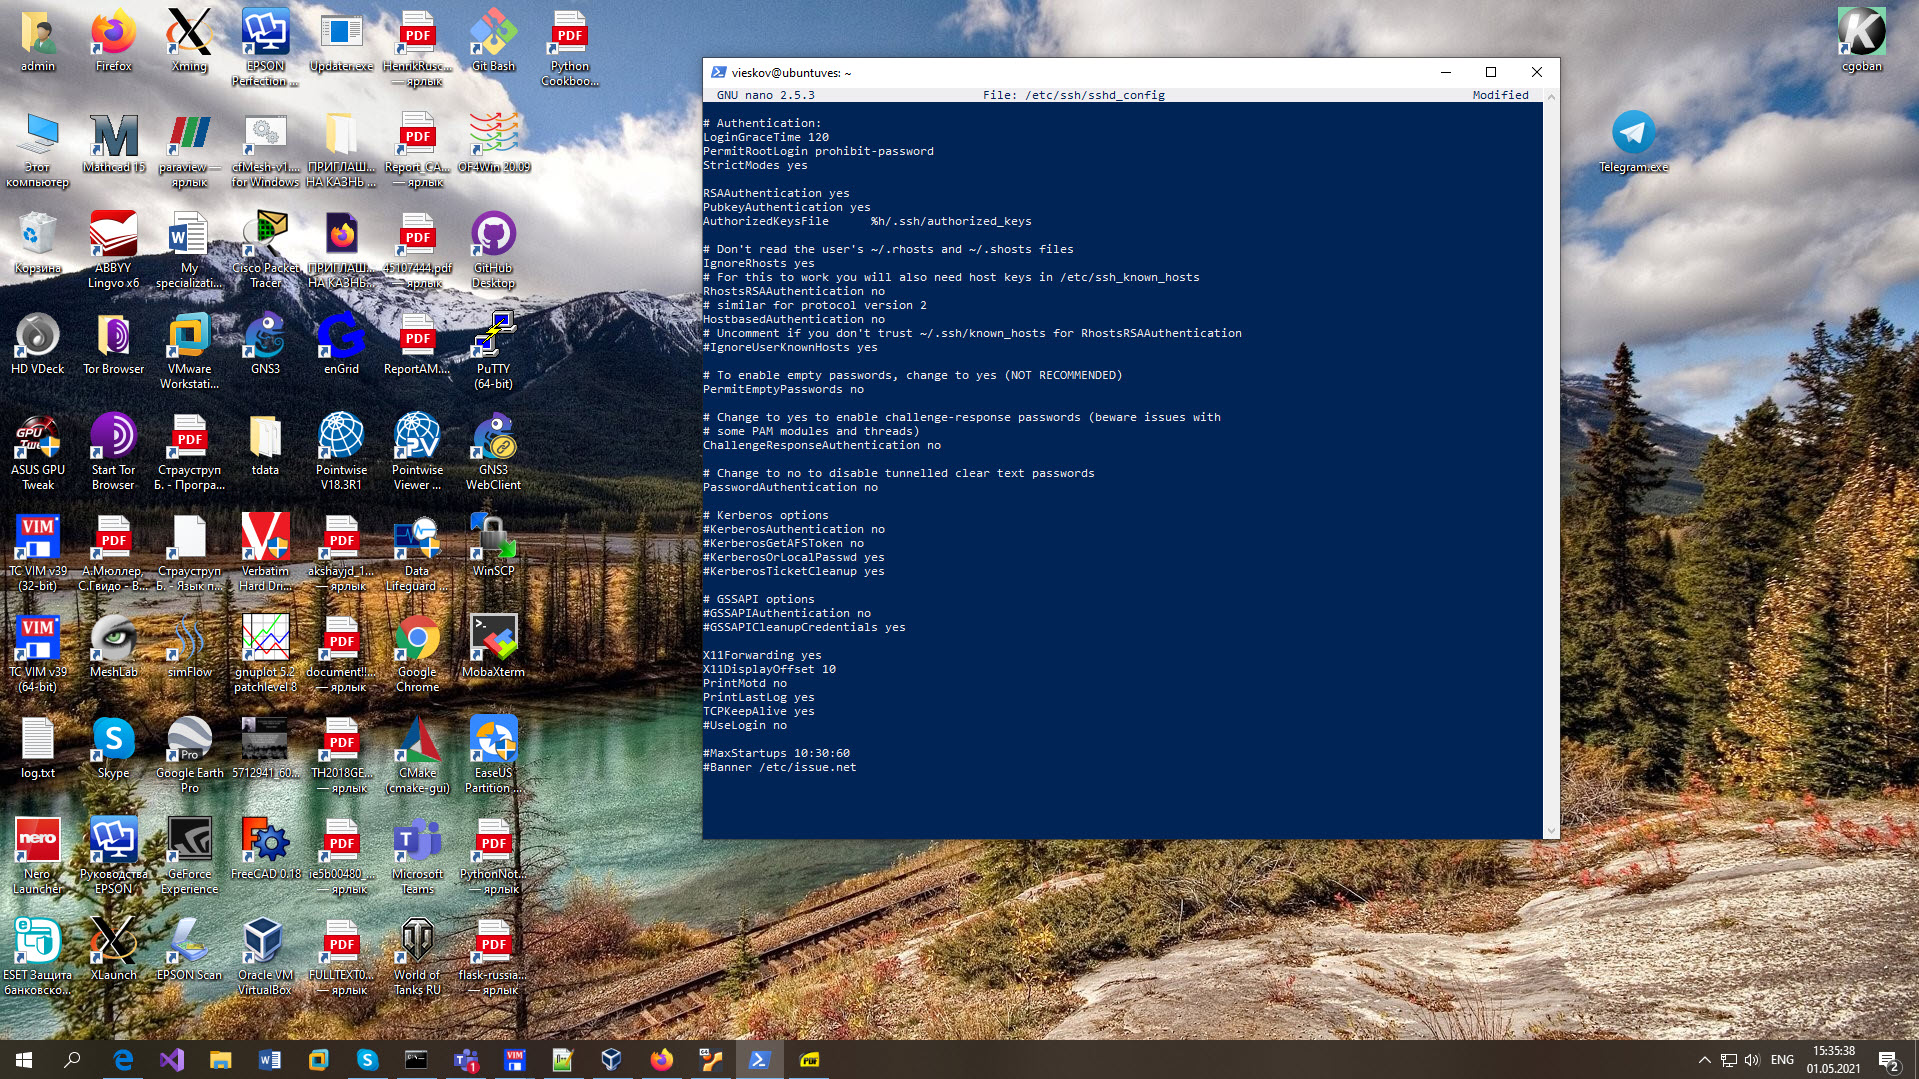 admin
Firefox
Xming
EPSON
Perfection ...
Updater.exe
HenrikRusc...
— ярлык
Git Bash
Python
Cookboo...
cgoban
Этот
компьютер
Mathcad 15
paraview —
ярлык
cfMesh-v1....
for Windows
ПРИГЛАШ...
НА КАЗНЬ ...
Report_CA...
— ярлык
OF4Win 20.09
Telegram.exe
Корзина
ABBYY
Lingvo x6
My
specializati...
Cisco Packet
Tracer
ПРИГЛАШ...
НА КАЗНЬ...
45107444.pdf
— ярлык
GitHub
Desktop
HD VDeck
Tor Browser
VMware
Workstati...
GNS3
enGrid
ReportAM....
PuTTY
(64-bit)
ASUS GPU
Tweak
Start Tor
Browser
Страуструп
Б. - Програ...
tdata
Pointwise
V18.3R1
Pointwise
Viewer ...
GNS3
WebClient
TC VIM v39
(32-bit)
А.Мюллер,
С.Гвидо - В...
Страуструп
Б. - Язык п...
Verbatim
Hard Dri...
akshayjd_1...
— ярлык
Data
Lifeguard ...
WinSCP
TC VIM v39
(64-bit)
MeshLab
simFlow
gnuplot 5.2
patchlevel 8
document!!...
— ярлык
Google
Chrome
MobaXterm
log.txt
Skype
Google Earth
Pro
5712941_60...
TH2018GE...
— ярлык
CMake
(cmake-gui)
EaseUS
Partition ...
Nero
Launcher
Руководства
EPSON
GeForce
Experience
FreeCAD 0.18
ie5b00480_...
— ярлык
Microsoft
Teams
PythonNot...
— ярлык
ESET Защита
банковско...
XLaunch
EPSON Scan
Oracle VM
VirtualBox
FULLTEXT0...
— ярлык
World of
Tanks RU
flask-russia...
— ярлык
vieskov@ubuntuves: ~
GNU nano 2.5.3 File: /etc/ssh/sshd_config Modified
# Authentication:
LoginGraceTime 120
PermitRootLogin prohibit-password
StrictModes yes
RSAAuthentication yes
PubkeyAuthentication yes
AuthorizedKeysFile %h/.ssh/authorized_keys
# Don't read the user's ~/.rhosts and ~/.shosts files
IgnoreRhosts yes
# For this to work you will also need host keys in /etc/ssh_known_hosts
RhostsRSAAuthentication no
# similar for protocol version 2
HostbasedAuthentication no
# Uncomment if you don't trust ~/.ssh/known_hosts for RhostsRSAAuthentication
#IgnoreUserKnownHosts yes
# To enable empty passwords, change to yes (NOT RECOMMENDED)
PermitEmptyPasswords no
# Change to yes to enable challenge-response passwords (beware issues with
# some PAM modules and threads)
ChallengeResponseAuthentication no
# Change to no to disable tunnelled clear text passwords
PasswordAuthentication no
# Kerberos options
#KerberosAuthentication no
#KerberosGetAFSToken no
#KerberosOrLocalPasswd yes
#KerberosTicketCleanup yes
# GSSAPI options
#GSSAPIAuthentication no
#GSSAPICleanupCredentials yes
X11Forwarding yes
X11DisplayOffset 10
PrintMotd no
PrintLastLog yes
TCPKeepAlive yes
#UseLogin no
#MaxStartups 10:30:60
#Banner /etc/issue.net
ENG
15:35:38
01.05.2021
2